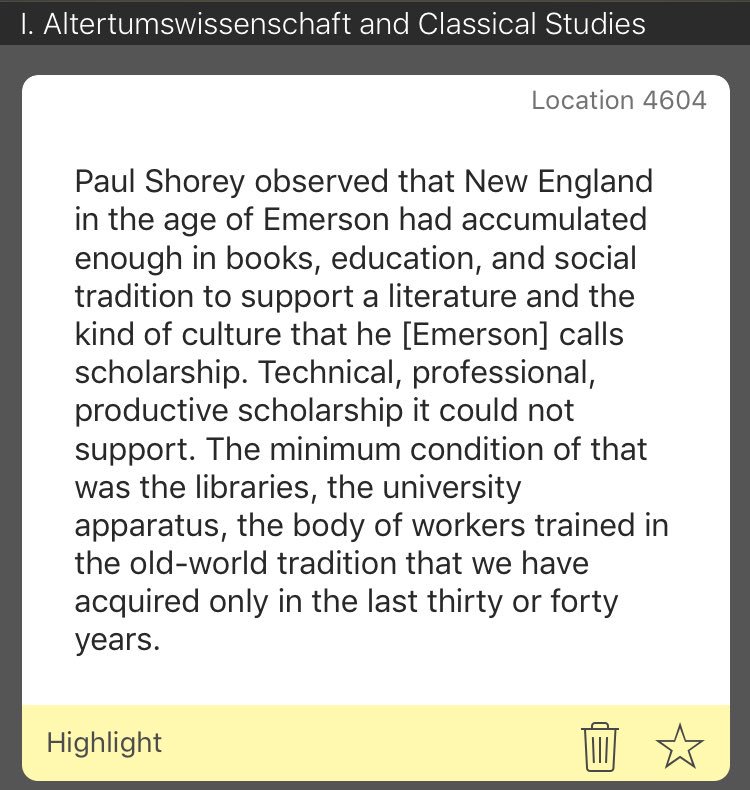 I. Altertumswissenschaft and Classical Studies
Location 4604
Paul Shorey observed that New England
in the age of Emerson had accumulated
enough in books, education, and social
tradition to support a literature and the
kind of culture that he [Emerson] calls
scholarship. Technical, professional,
productive scholarship it could not
support. The minimum condition of that
was the libraries, the university
apparatus, the body of workers trained in
the old-world tradition that we have
acquired only in the last thirty or forty
years.
Highlight